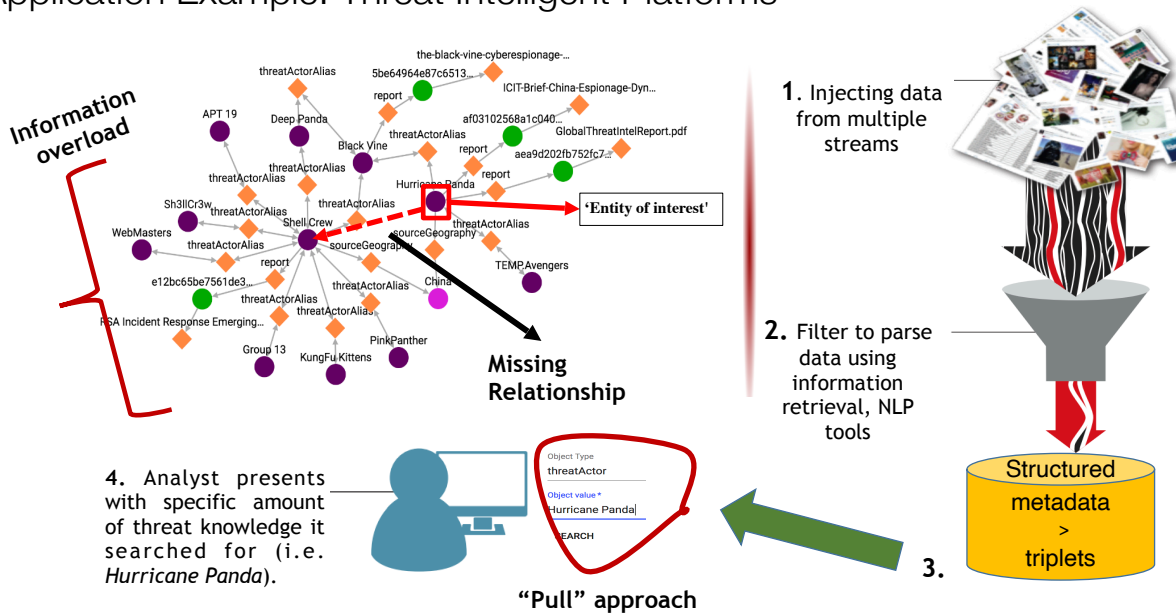 Application Example: Threat Intelligent Platforms
Information
overload
the-black-vine-cyberespionage-...
5be64964e87c6513...
threatActorAlias
report
ICIT-Brief-China-Espionage-Dyn...
APT 19
Deep Panda
af03102568a1c040...
GlobalThreatIntelReport.pdf
Black Vine
threatActorAlias
report
aea9d202fb752fc7...
threatActorAlias
threatActorAlias
Hurricane Panda
report
Sh3llCr3w
threatActorAlias
threatActorAlias
'Entity of interest'
Shell Crew
threatActorAlias
WebMasters
threatActorAlias
sourceGeography
sourceGeography
report
TEMP.Avengers
e12bc65be7561de3...
threatActorAlias
China
threatActorAlias
threatActorAlias
RSA Incident Response Emerging...
PinkPanther
Group 13
KungFu Kittens
Missing
Relationship
1. Injecting data
from multiple
streams
2. Filter to parse
data using
information
retrieval, NLP
tools
Structured
metadata
>
triplets
3.
4. Analyst presents
with specific amount
of threat knowledge it
searched for (i.e.
Hurricane Panda).
Object Type
threatActor
Object value *
Hurricane Panda
SEARCH
“Pull” approach